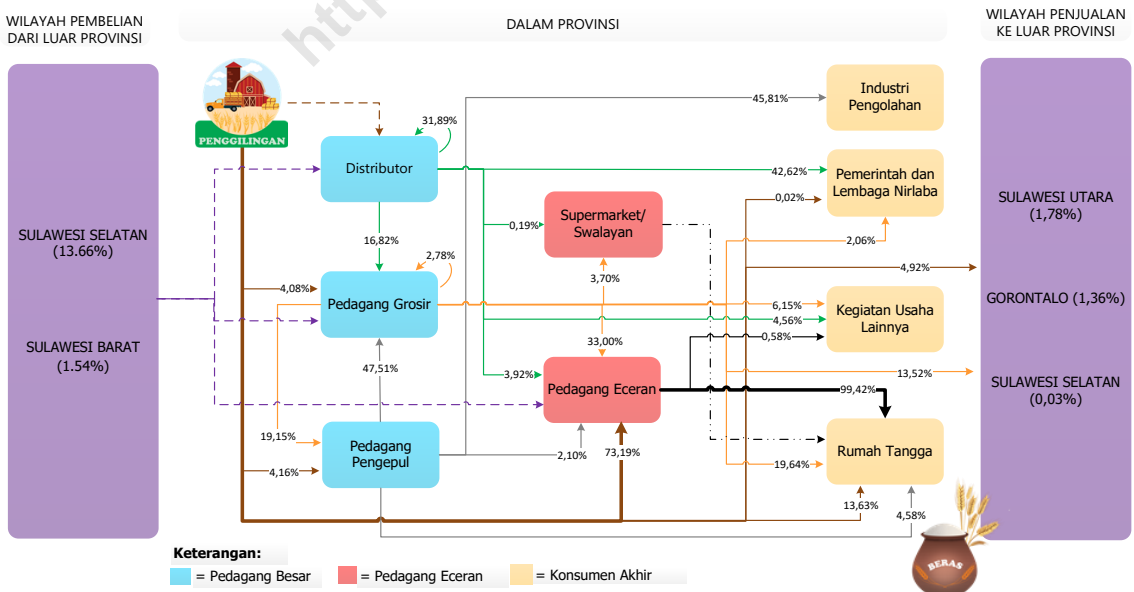 WILAYAH PEMBELIAN
DARI LUAR PROVINSI
DALAM PROVINSI
WILAYAH PENJUALAN
KE LUAR PROVINSI
http
PENGGILINGAN
31,89%
45,81%
Industri
Pengolahan
Distributor
42,62%
Pemerintah dan
Lembaga Nirlaba
0,02%
SULAWESI SELATAN
(13.66%)
16,82%
0,19%
Supermarket/
Swalayan
2,06%
SULAWESI UTARA
(1,78%)
2,78%
3,70%
4,92%
4,08%
Pedagang Grosir
6,15%
4,56%
Kegiatan Usaha
Lainnya
GORONTALO (1,36%)
SULAWESI BARAT
(1.54%)
33,00%
0,58%
47,51%
3,92%
Pedagang Eceran
13,52%
99,42%
SULAWESI SELATAN
(0,03%)
19,15%
Pedagang
Pengepul
4,16%
2,10%
73,19%
19,64%
Rumah Tangga
13,63%
4,58%
BERAS
Keterangan:
= Pedagang Besar
= Pedagang Eceran
= Konsumen Akhir